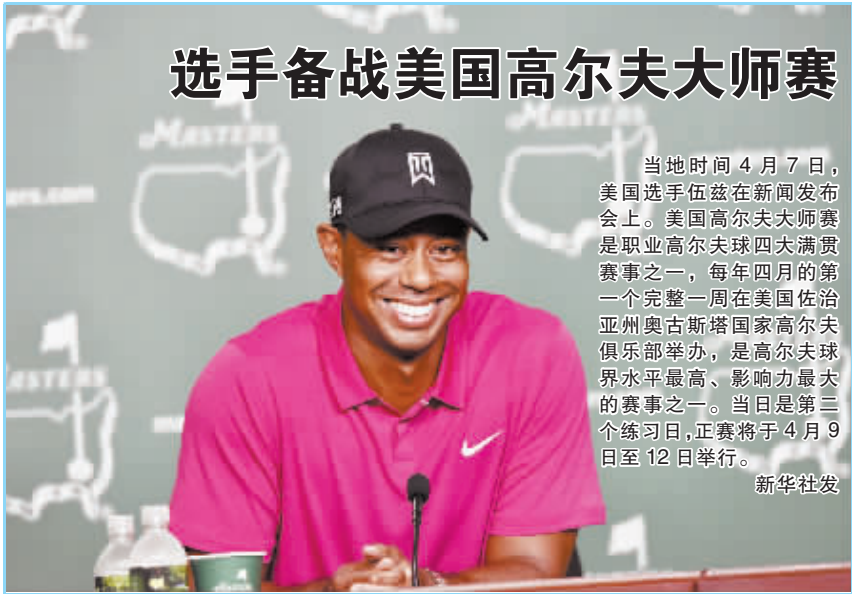 选手备战美国高尔夫大师赛
MASTERS
MASTERS
ers.com
TW
当地时间 4 月 7 日，
美国选手伍兹在新闻发布
会上。美国高尔夫大师赛
是职业高尔夫球四大满贯
赛事之一，每年四月的第
一个完整一周在美国佐治
亚州奥古斯塔国家高尔夫
俱乐部举办，是高尔夫球
界水平最高、影响力最大
的赛事之一。当日是第二
个练习日，正赛将于 4 月 9
日至 12 日举行。
新华社发
MASTERS